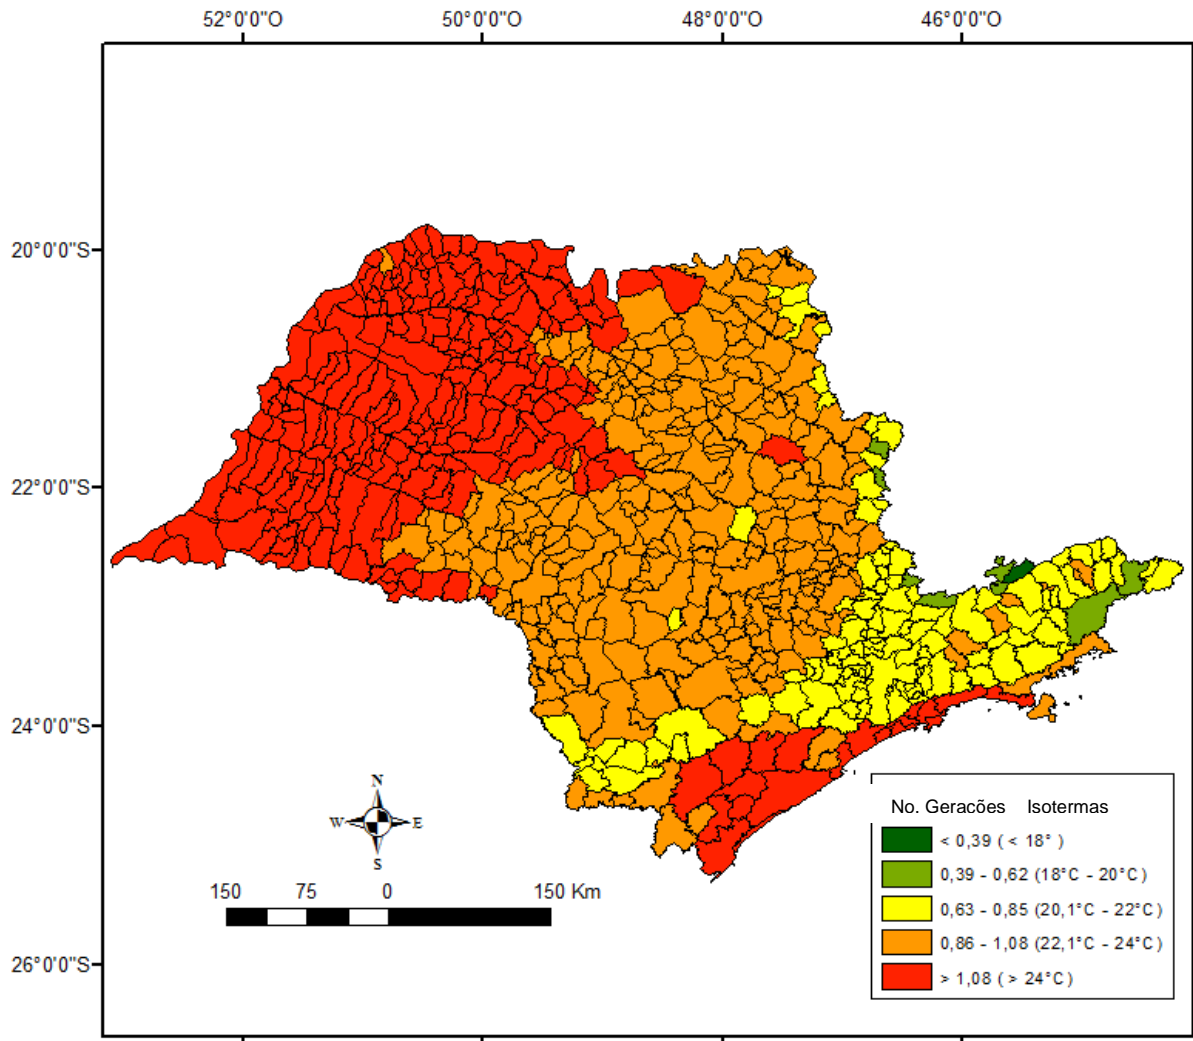 52°0'0"O 50°0'0"O 48°0'0"O 46°0'0"O
20°0'0"S
22°0'0"S
24°0'0"S
26°0'0"S
N
W E
S
150 75 0 150 Km
No. Geracões Isotermas
< 0,39 ( < 18° )
0,39 - 0,62 (18°C - 20°C)
0,63 - 0,85 (20,1°C - 22°C)
0,86 - 1,08 (22,1°C - 24°C)
> 1,08 ( > 24°C)